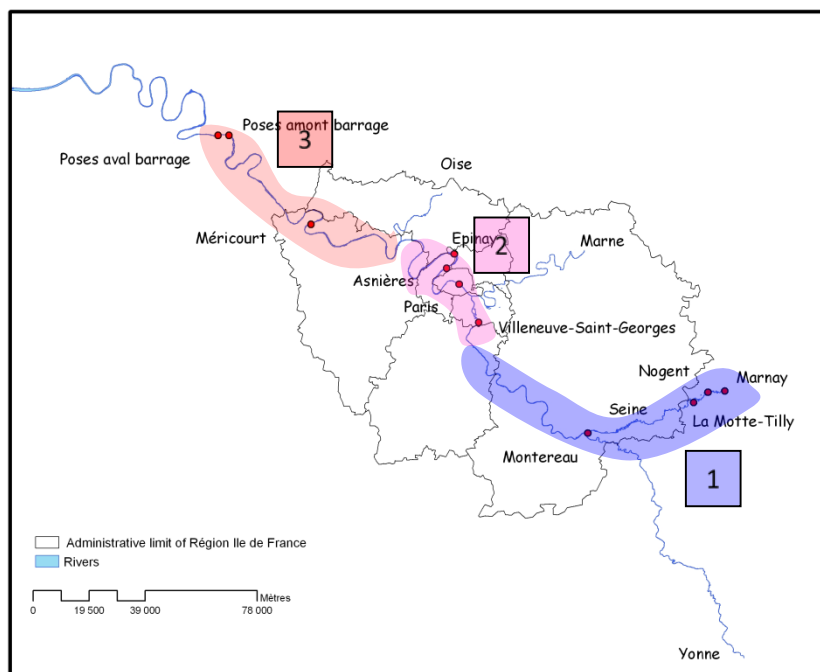 Poses amont barrage
3
Poses aval barrage
Oise
Méricourt
Epinay
2
Marne
Asnières
Paris
Villeneuve-Saint-Georges
Nogent
Marnay
Seine
La Motte-Tilly
Montereau
1
Administrative limit of Région Ile de France
Rivers
Mètres
0 19 500 39 000 78 000
Yonne